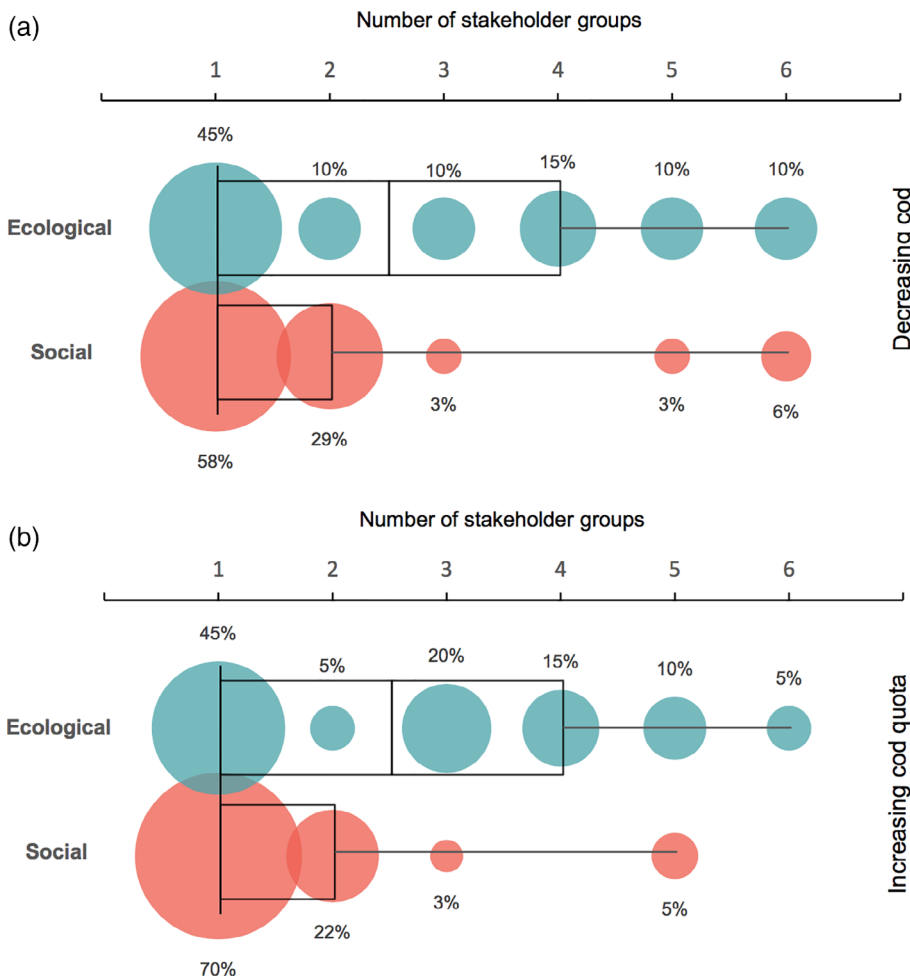 (a)
Number of stakeholder groups
1 2 3 4 5 6
45%
10% 10% 15% 10% 10%
Ecological
Social
3% 3% 6%
29%
58%
Decreasing cod
(b)
Number of stakeholder groups
1 2 3 4 5 6
45%
5% 20% 15% 10% 5%
Ecological
Social
3% 5%
22%
70%
Increasing cod quota